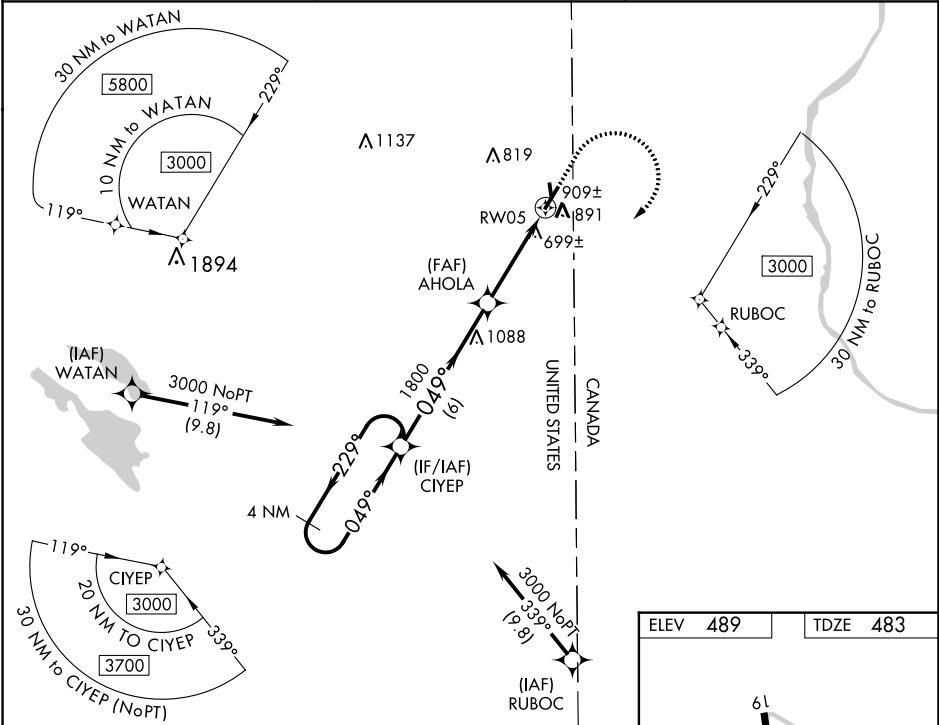 30 NM to WATAN
5800
229°
10 NM to WATAN
3000
WATAN
119°
1894
1137
819
909±
RW05
891
699±
(FAF)
AHOLA
1088
229°
3000
RUBOC
339°
30 NM to RUBOC
(IAF)
WATAN
3000 NoPT
119°
(9.8)
1800
049°
(6)
UNITED STATES
CANADA
229°
049°
4 NM
(IF/IAF)
CIYEP
119°
CIYEP
3000
20 NM TO CIYEP
339°
3700
30 NM to CIYEP (NoPT)
3000 NoPT
339°
(9.8)
(IAF)
RUBOC
ELEV 489
TDZE 483
19